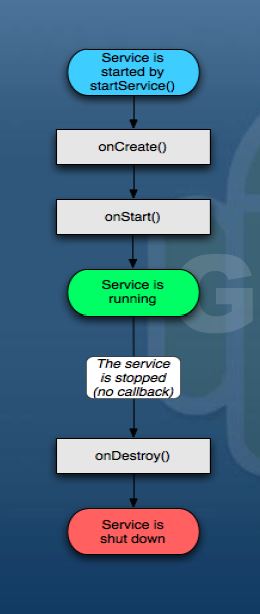 Service is
started by
startService()
onCreate()
onStart()
Service is
running
G
The service
is stopped
(no callback)
onDestroy()
Service is
shut down